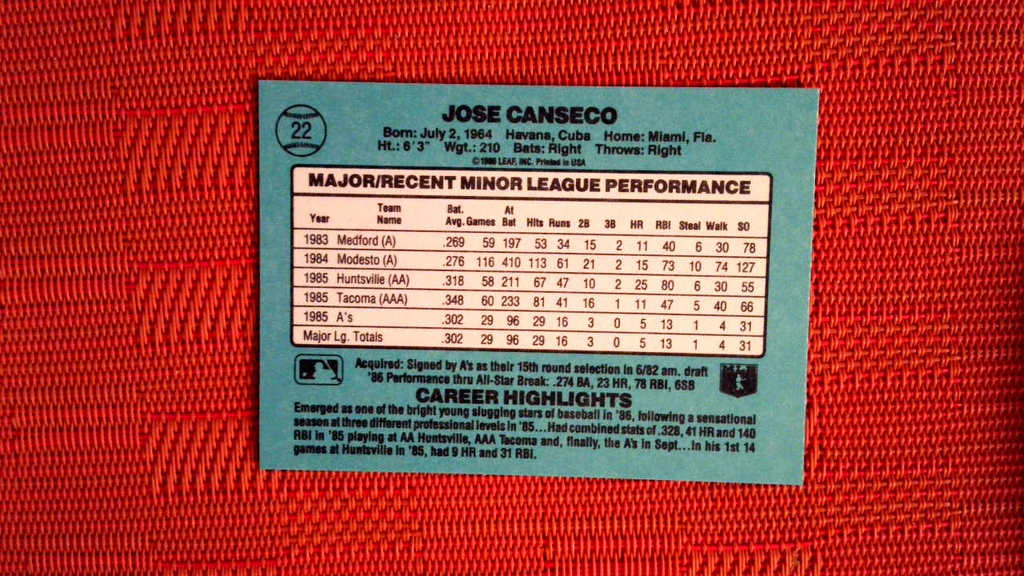 22
JOSE CANSECO
Born: July 2, 1964 Havana, Cuba Home: Miami, Fla.
Ht.: 6'3" Wgt.: 210 Bats: Right Throws: Right
©1986 LEAF, INC. Printed in USA
MAJOR/RECENT MINOR LEAGUE PERFORMANCE
Year Team Name Bat. Avg. Games At Bat Hits Runs 2B 3B HR RBI Steal Walk SO
1983 Medford (A) .269 59 197 53 34 15 2 11 40 6 30 78
1984 Modesto (A) .276 116 410 113 61 21 2 15 73 10 74 127
1985 Huntsville (AA) .318 58 211 67 47 10 2 25 80 6 30 55
1985 Tacoma (AAA) .348 60 233 81 41 16 1 11 47 5 40 66
1985 A's .302 29 96 29 16 3 0 5 13 1 4 31
Major Lg. Totals .302 29 96 29 16 3 0 5 13 1 4 31
Acquired: Signed by A's as their 15th round selection in 6/82 am. draft
'86 Performance thru All-Star Break: .274 BA, 23 HR, 78 RBI, 6SB
CAREER HIGHLIGHTS
Emerged as one of the bright young slugging stars of baseball in '86, following a sensational
season at three different professional levels in '85...Had combined stats of .328, 41 HR and 140
RBI in '85 playing at AA Huntsville, AAA Tacoma and, finally, the A's in Sept...In his 1st 14
games at Huntsville in '85, had 9 HR and 31 RBI.